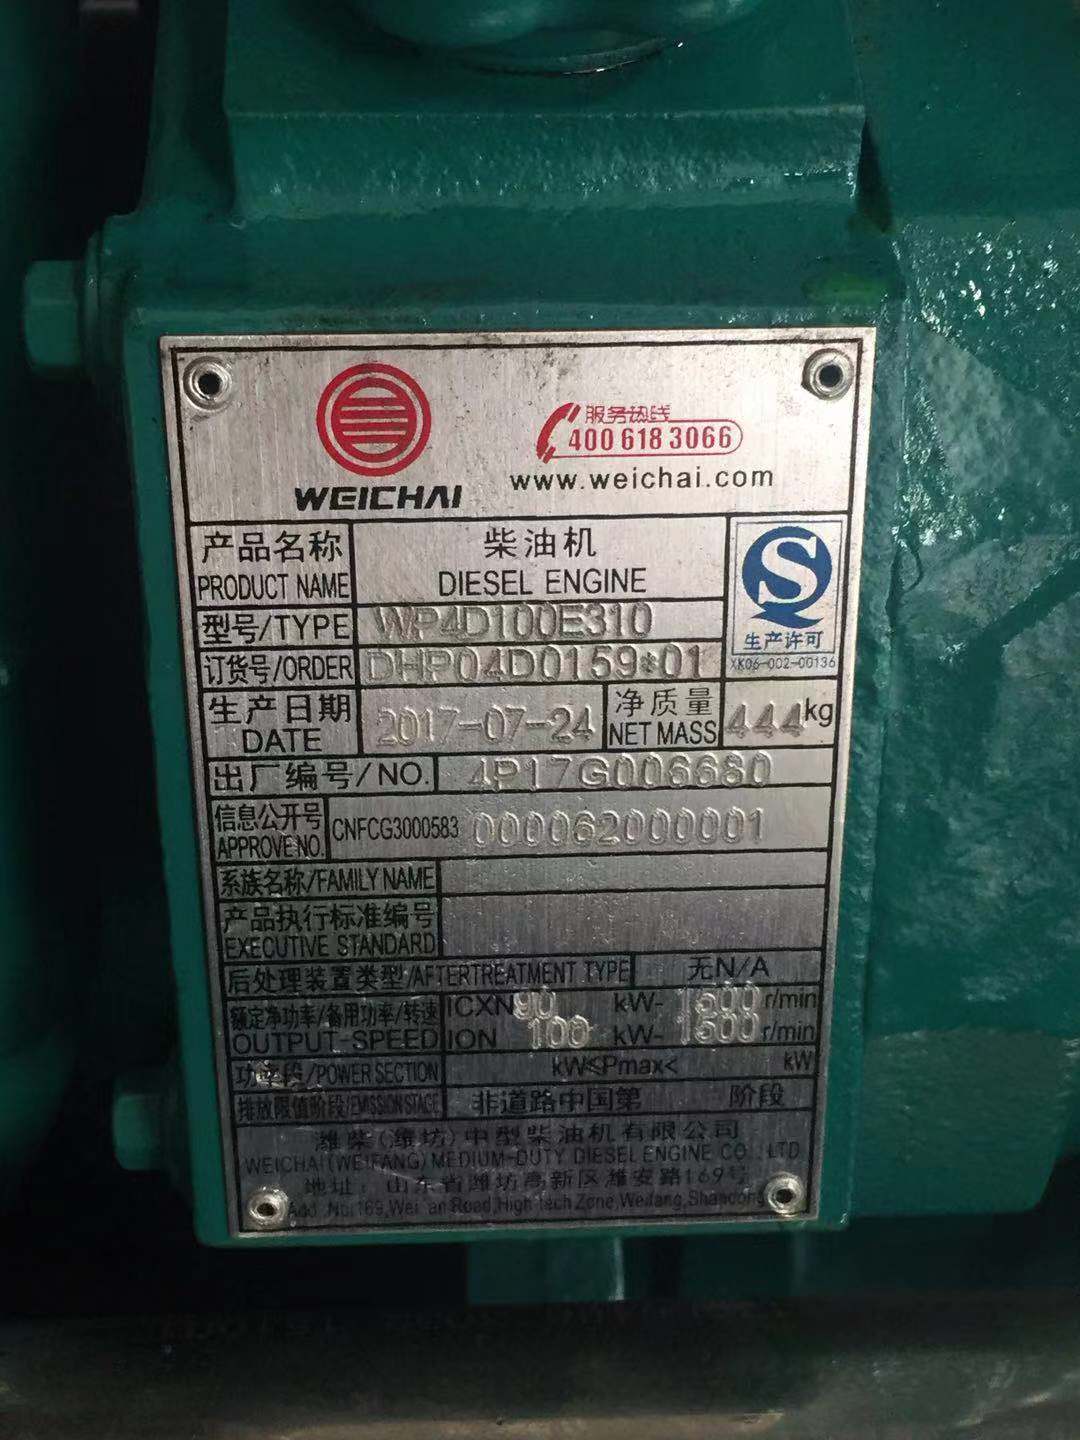 服务热线
400 618 3066
WEICHAI
www.weichai.com
产品名称
PRODUCT NAME
柴油机
DIESEL ENGINE
生产许可
XK06-002-00136
型号/TYPE WP4D100E310
订货号/ORDER DHP04D0159*01
生产日期
DATE
2017-07-24
净质量
NET MASS
444kg
出厂编号/NO. 4P17G006680
信息公开号
APPROVE NO.
CNFCG3000583 000062000001
系族名称/FAMILY NAME
产品执行标准编号
EXECUTIVE STANDARD
后处理装置类型/AFTERTREATMENT TYPE 无N/A
额定净功率/备用功率/转速
OUTPUT-SPEED
ICXN 90 kW- 1500 r/min
ION 100 kW- 1500 r/min
功率段/POWER SECTION kW≤Pmax< kW
排放限值阶段/EMISSION STAGE 非道路中国第 阶段
潍柴(潍坊)中型柴油机有限公司
WEICHAI(WEIFANG) MEDIUM-DUTY DIESEL ENGINE CO., LTD.
地址: 山东省潍坊高新区潍安路169号
Add No:169, Wei an Road, High-tech Zone, Weifang, Shandong